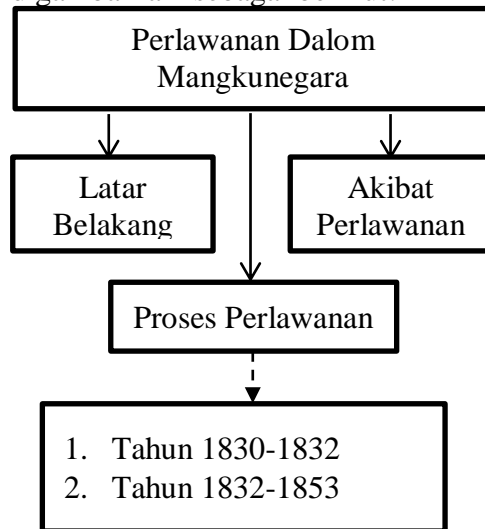 Perlawanan Dalom
Mangkunegara
Latar
Belakang
Akibat
Perlawanan
Proses Perlawanan
1. Tahun 1830-1832
2. Tahun 1832-1853